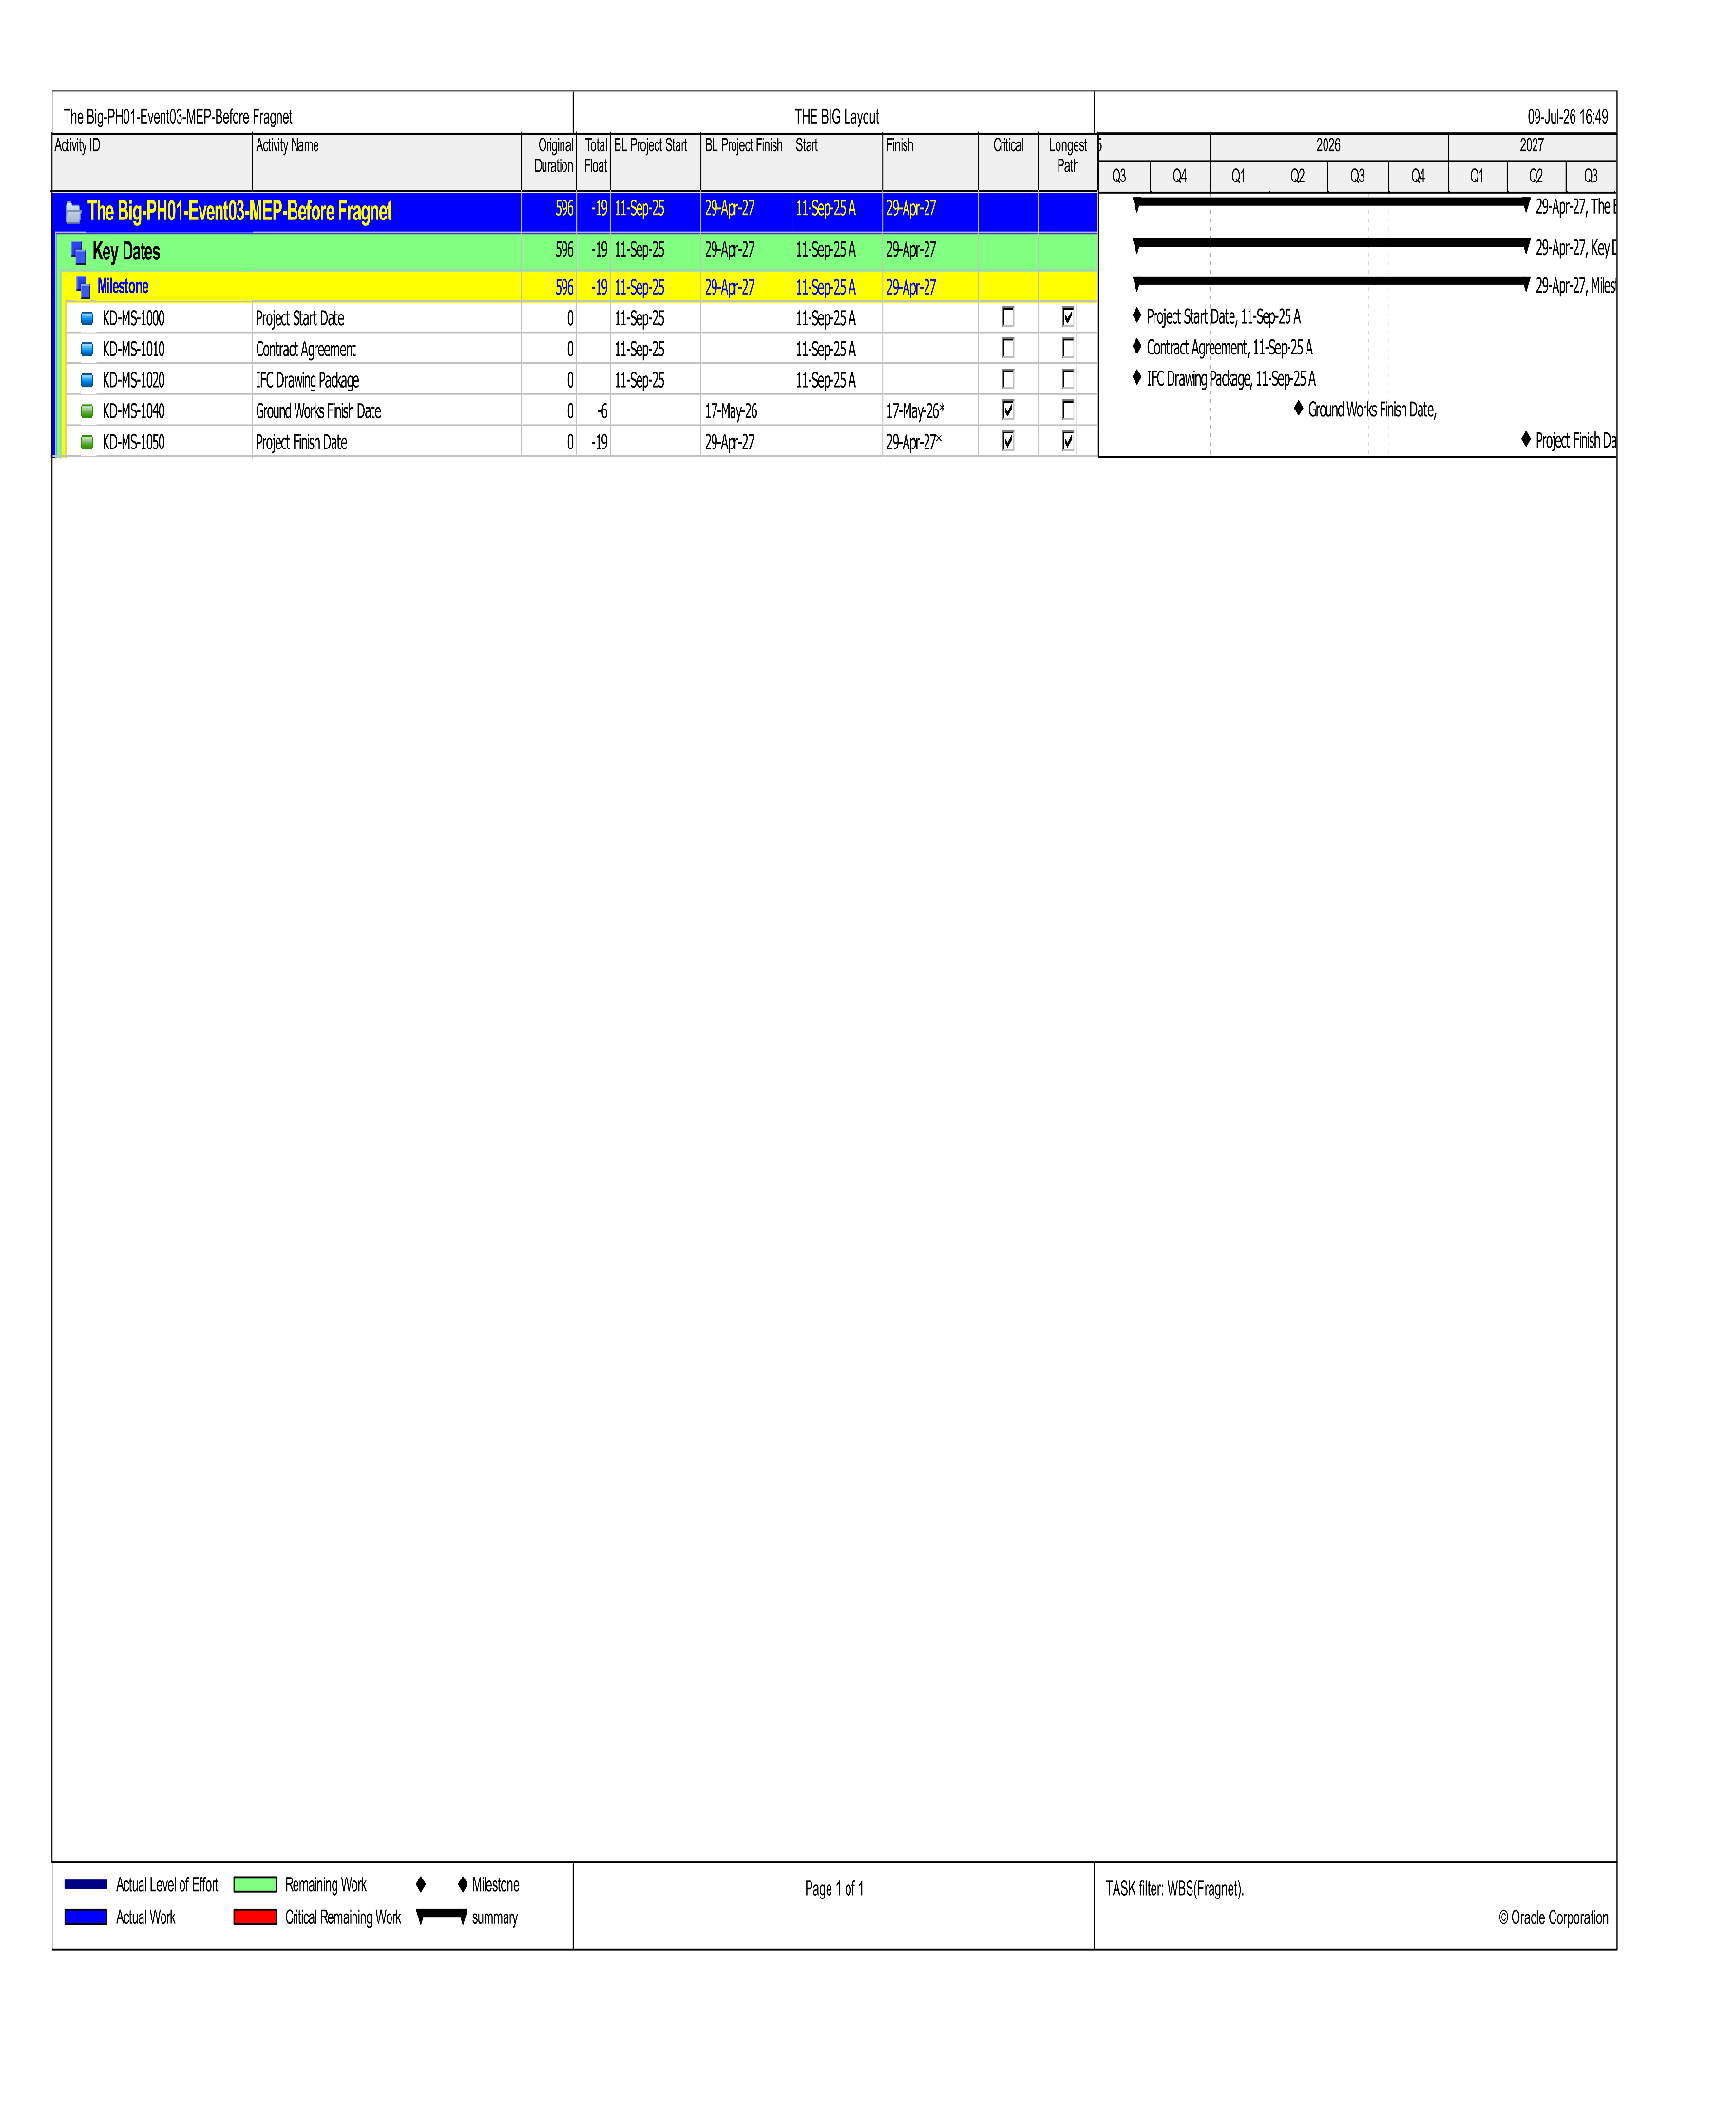 The Big-PH01-Event03-MEP-Before Fragnet THE BIG Layout 09-Jul-26 16:49
Activity ID Activity Name Original Duration Total Float BL Project Start BL Project Finish Start Finish Critical Longest Path 2026 2027
Q3 Q4 Q1 Q2 Q3 Q4 Q1 Q2 Q3
The Big-PH01-Event03-MEP-Before Fragnet 596 -19 11-Sep-25 29-Apr-27 11-Sep-25 A 29-Apr-27 29-Apr-27, The
Key Dates 596 -19 11-Sep-25 29-Apr-27 11-Sep-25 A 29-Apr-27 29-Apr-27, Key
Milestone 596 -19 11-Sep-25 29-Apr-27 11-Sep-25 A 29-Apr-27 29-Apr-27, Miles
KD-MS-1000 Project Start Date 0 11-Sep-25 11-Sep-25 A Project Start Date, 11-Sep-25 A
KD-MS-1010 Contract Agreement 0 11-Sep-25 11-Sep-25 A Contract Agreement, 11-Sep-25 A
KD-MS-1020 IFC Drawing Package 0 11-Sep-25 11-Sep-25 A IFC Drawing Package, 11-Sep-25 A
KD-MS-1040 Ground Works Finish Date 0 -6 17-May-26 17-May-26* Ground Works Finish Date,
KD-MS-1050 Project Finish Date 0 -19 29-Apr-27 29-Apr-27* Project Finish Da
Actual Level of Effort Remaining Work Milestone Page 1 of 1 TASK filter: WBS(Fragnet).
Actual Work Critical Remaining Work summary © Oracle Corporation